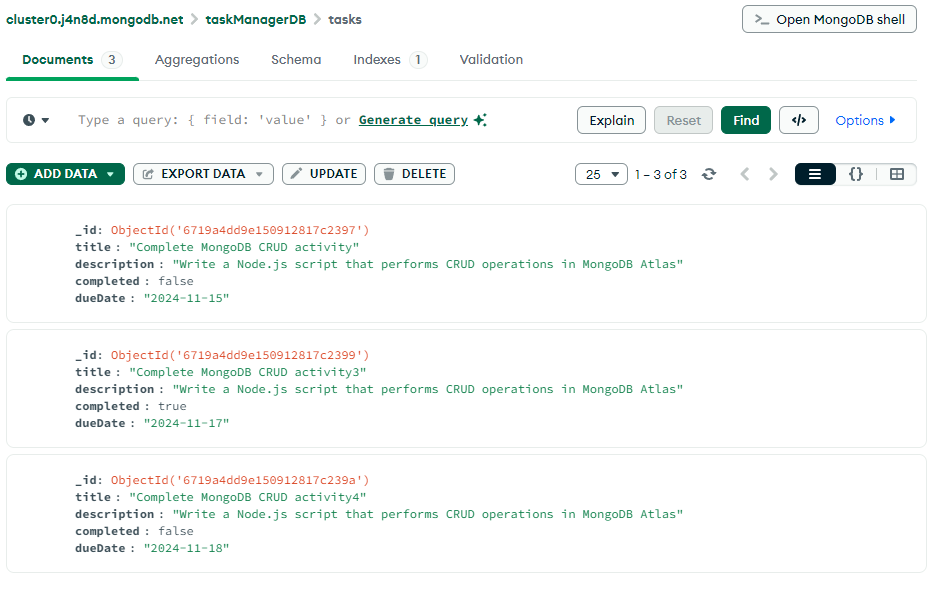 cluster0.j4n8d.mongodb.net > taskManagerDB > tasks
>_ Open MongoDB shell
Documents 3 Aggregations Schema Indexes 1 Validation
Type a query: { field: 'value' } or Generate query
Explain Reset Find </> Options
ADD DATA EXPORT DATA UPDATE DELETE
25 1 – 3 of 3 {}
_id: ObjectId('6719a4dd9e150912817c2397')
title : "Complete MongoDB CRUD activity"
description : "Write a Node.js script that performs CRUD operations in MongoDB Atlas"
completed : false
dueDate : "2024-11-15"
_id: ObjectId('6719a4dd9e150912817c2399')
title : "Complete MongoDB CRUD activity3"
description : "Write a Node.js script that performs CRUD operations in MongoDB Atlas"
completed : true
dueDate : "2024-11-17"
_id: ObjectId('6719a4dd9e150912817c239a')
title : "Complete MongoDB CRUD activity4"
description : "Write a Node.js script that performs CRUD operations in MongoDB Atlas"
completed : false
dueDate : "2024-11-18"